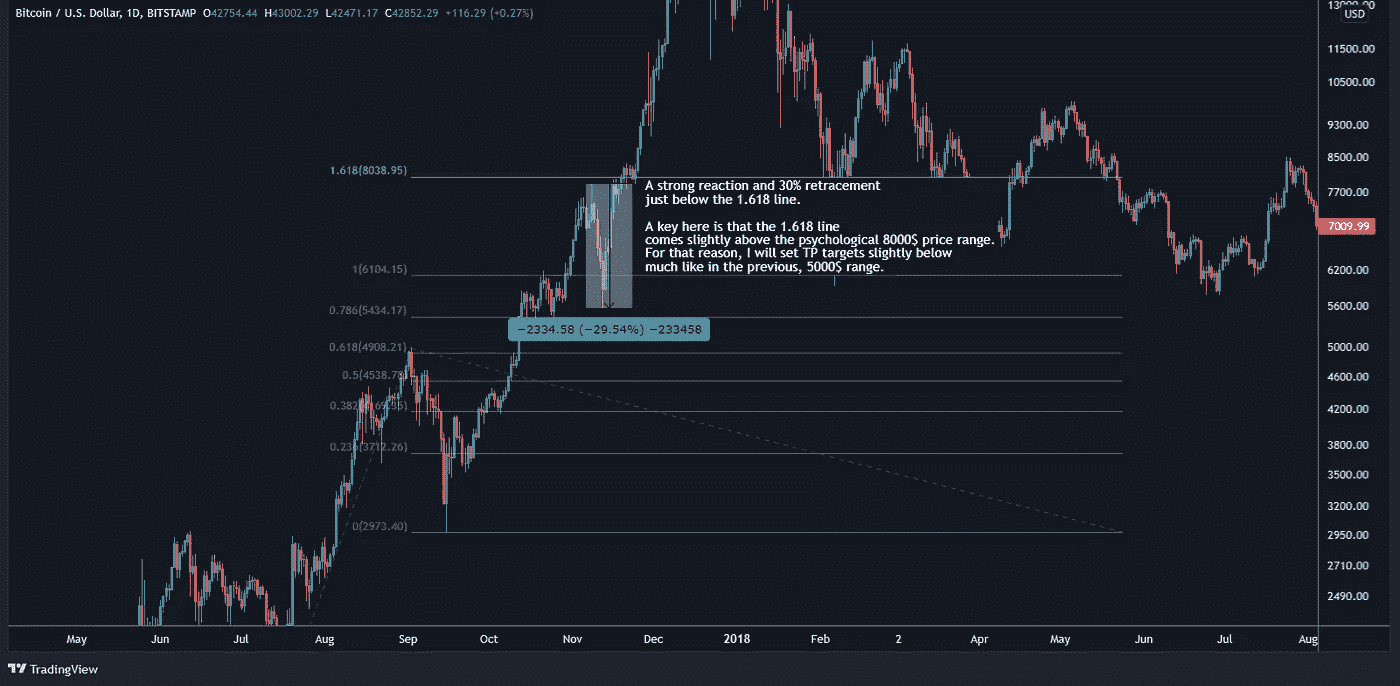 Bitcoin / U.S. Dollar, 1D, BITSTAMP O42754.44 H43002.29 L42471.17 C42852.29 +116.29 (+0.27%)
13000.00
USD
11500.00
10500.00
9300.00
8500.00
7700.00
7009.99
6200.00
5600.00
5000.00
4600.00
4200.00
3800.00
3500.00
3200.00
2950.00
2710.00
2490.00
1.618(8038.95)
A strong reaction and 30% retracement
just below the 1.618 line.
A key here is that the 1.618 line
comes slightly above the psychological 8000$ price range.
For that reason, I will set TP targets slightly below
much like in the previous, 5000$ range.
1(6104.15)
0.786(5434.17)
−2334.58 (−29.54%) −233458
0.618(4908.21)
0.5(4538.78)
0.236(3712.26)
0(2973.40)
May Jun Jul Aug Sep Oct Nov Dec 2018 Feb 2 Apr May Jun Jul Aug
TradingView